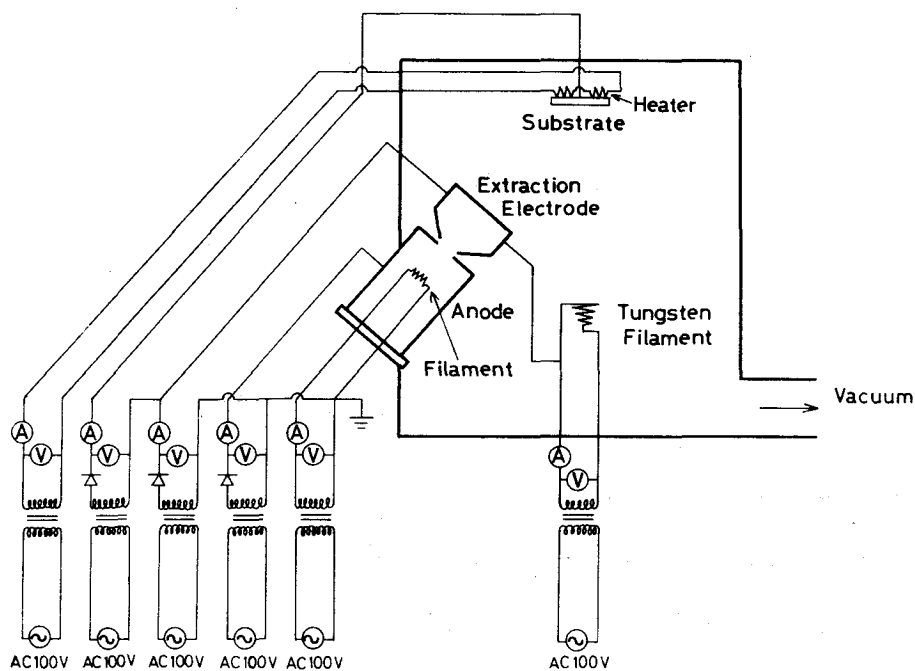 Heater
Substrate
Extraction
Electrode
Anode
Filament
Tungsten
Filament
Vacuum
A A A A A A
V V V V V V
AC100V AC100V AC100V AC100V AC100V AC100V